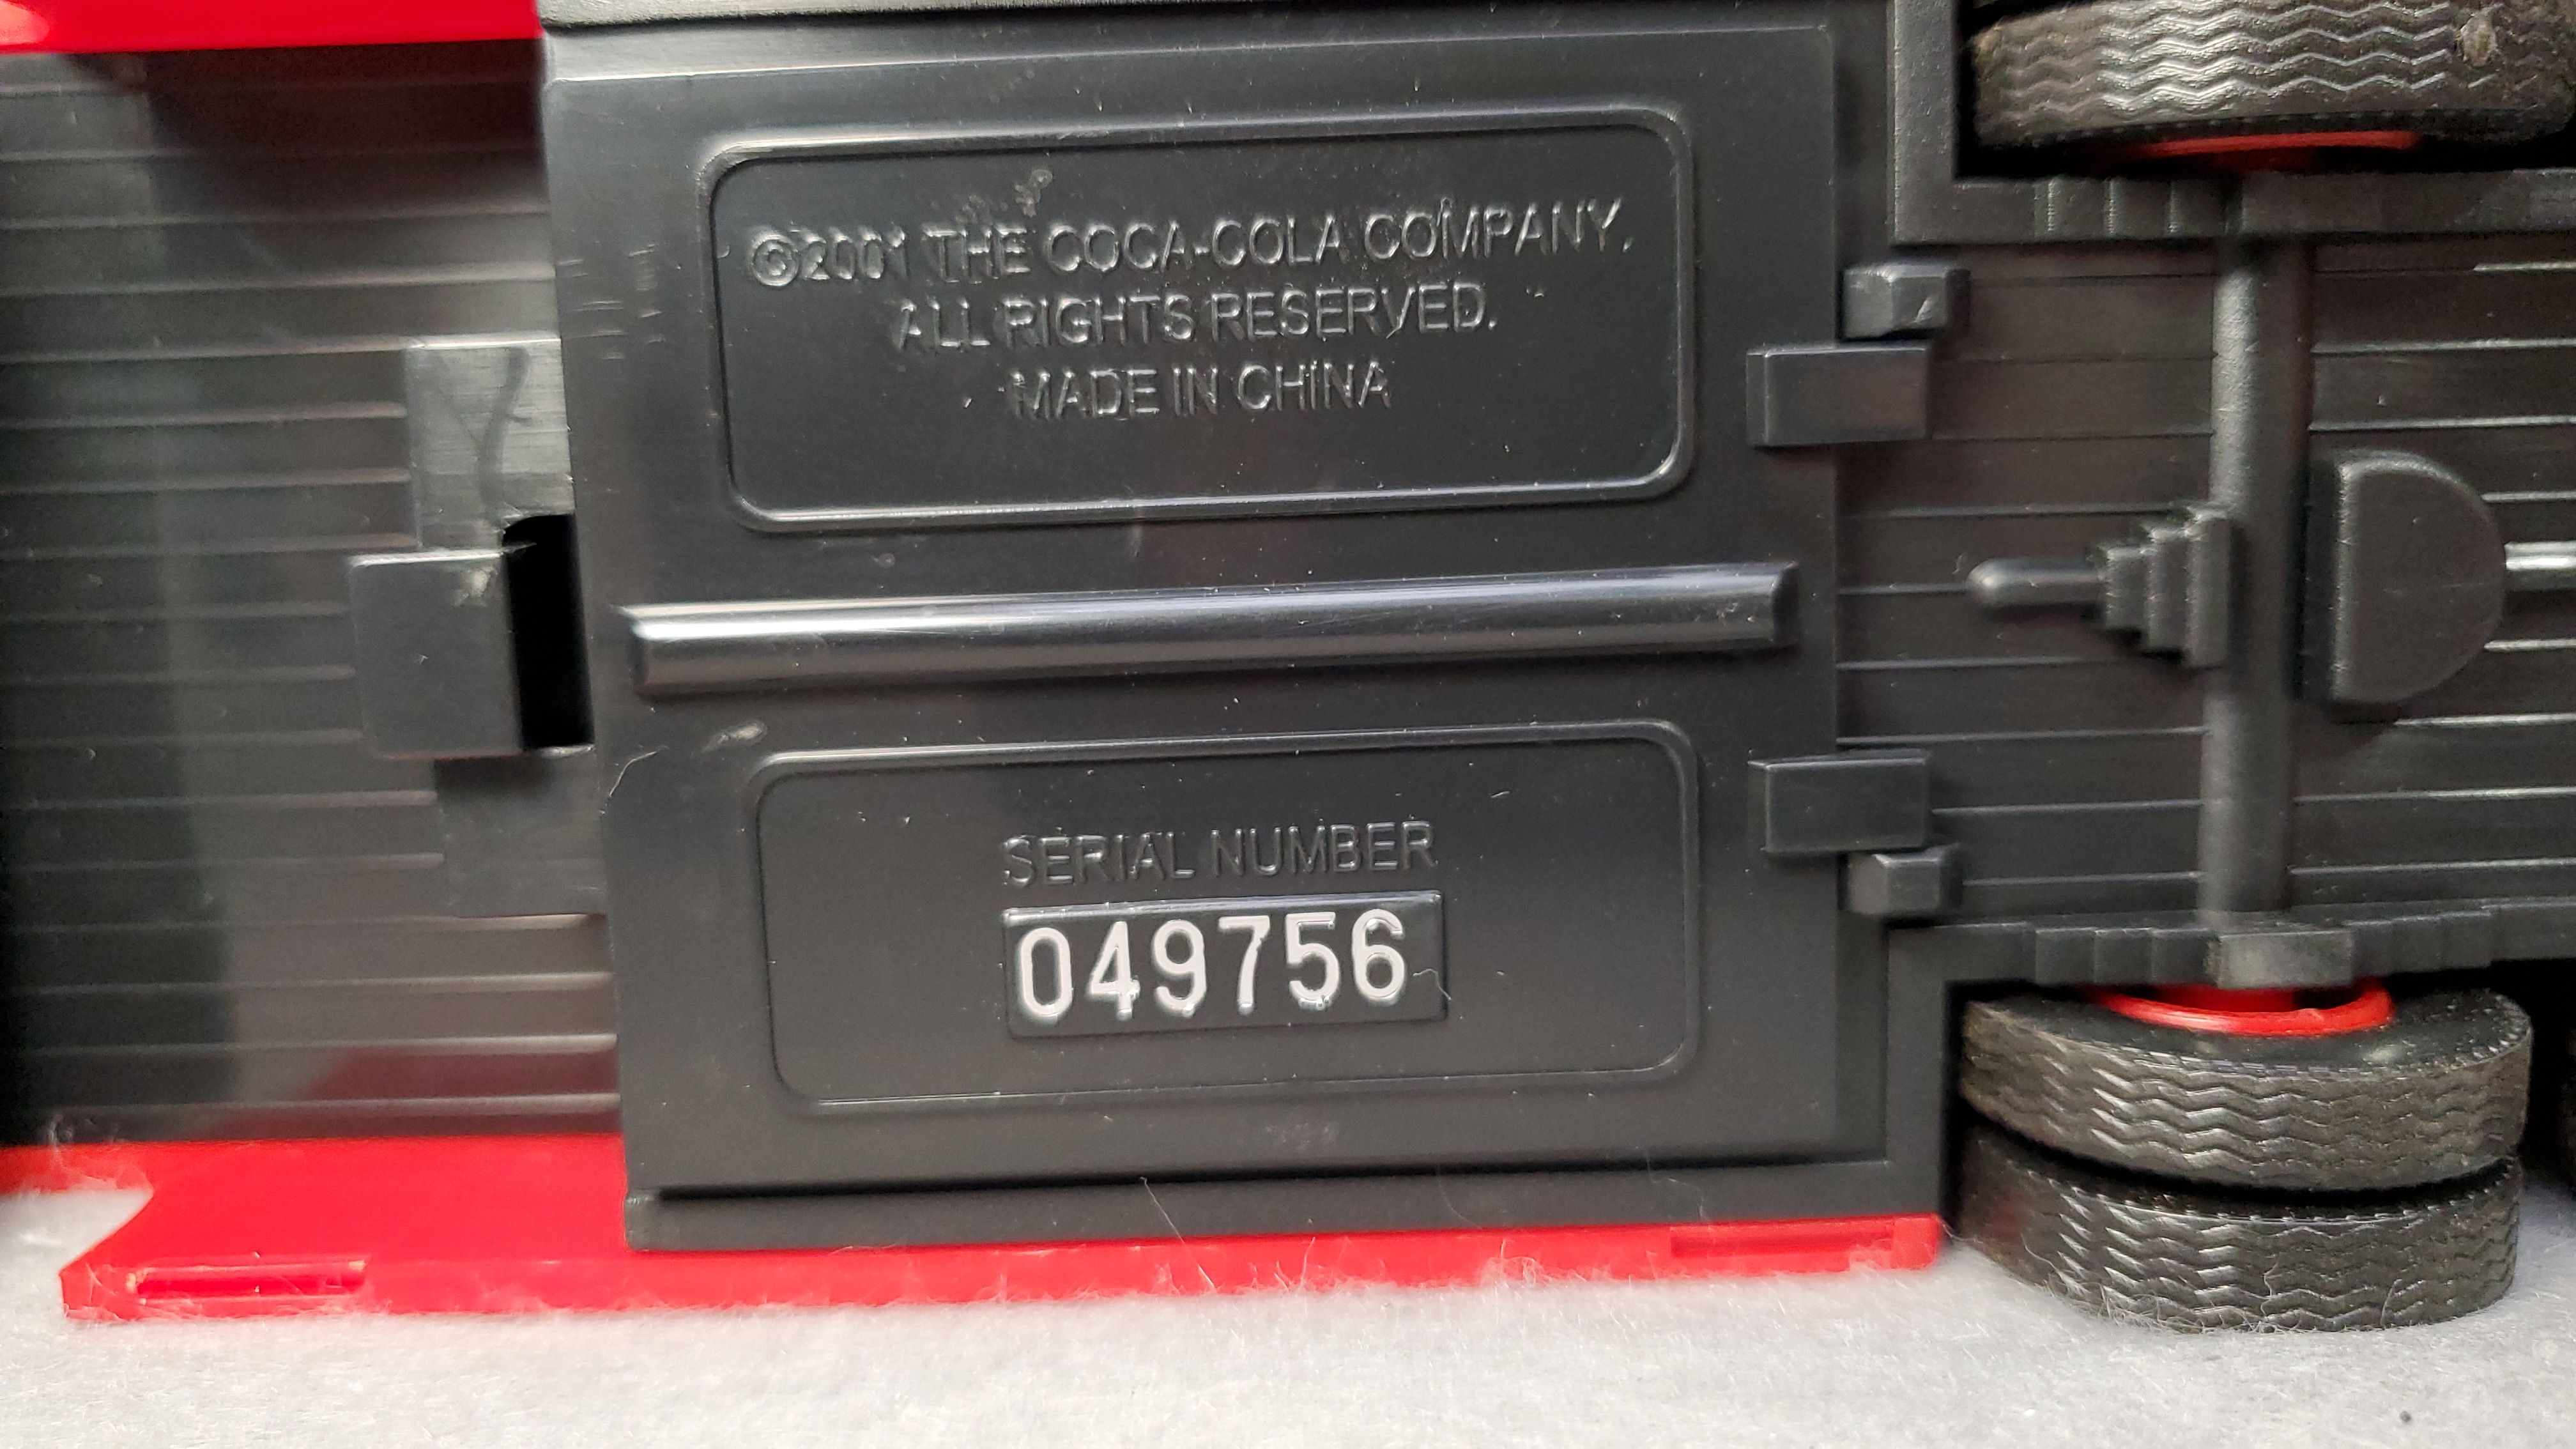 ©2001 THE COCA-COLA COMPANY.
ALL RIGHTS RESERVED.
MADE IN CHINA
SERIAL NUMBER
049756